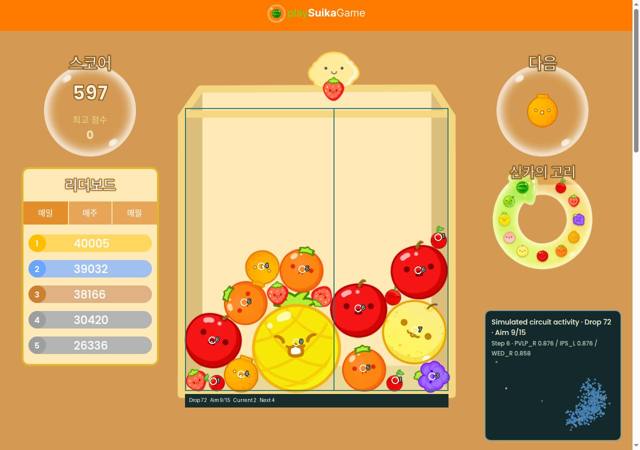 playSuikaGame
스코어
597
최고 점수
0
다음
신카의 고리
리더보드
매일
매주
매월
1 40005
2 39032
3 38166
4 30420
5 26336
Simulated circuit activity · Drop 72
· Aim 9/15
Step 6 · PVLP_R 0.876 / IPS_L 0.876 /
WED_R 0.858
Drop 72 Aim 9/15 Current 2 Next 4